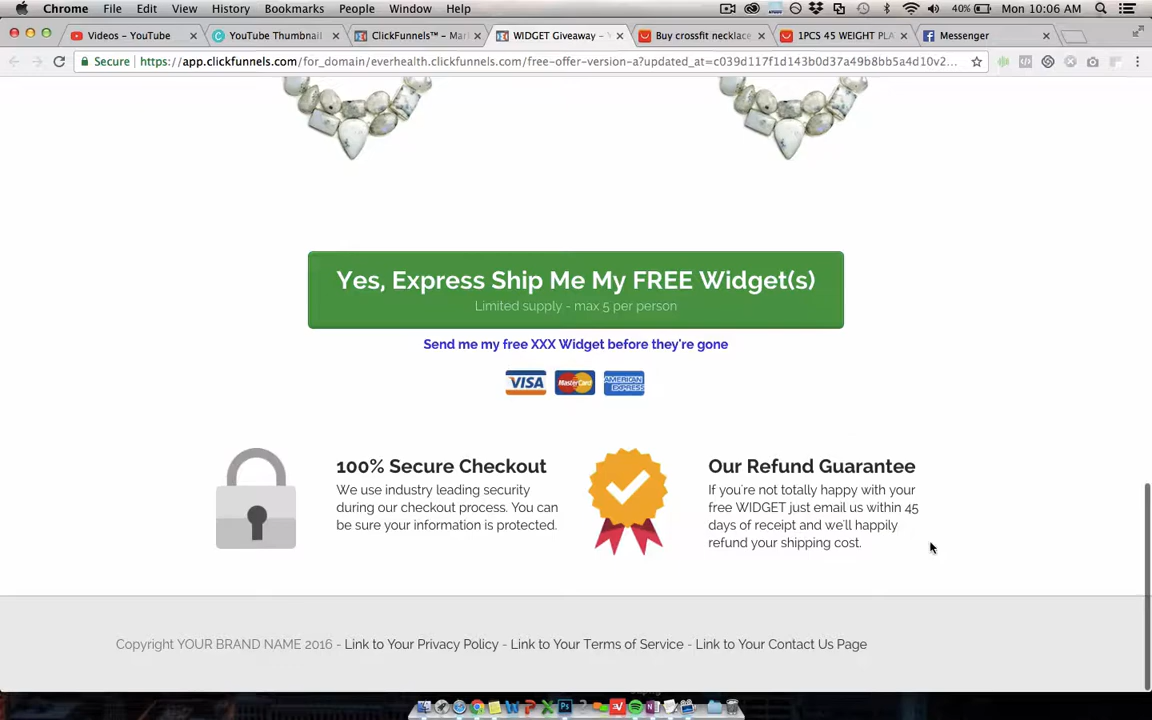 Chrome File Edit View History Bookmarks People Window Help 40% Mon 10:06 AM
Videos - YouTube YouTube Thumbnail ClickFunnels™ - Mar WIDGET Giveaway - Buy crossfit necklace 1PCS 45 WEIGHT PLA Messenger
Secure https://app.clickfunnels.com/for_domain/everhealth.clickfunnels.com/free-offer-version-a?updated_at=c039d117f1d143b0d37a49b8bb5a4d10v2...
Yes, Express Ship Me My FREE Widget(s)
Limited supply - max 5 per person
Send me my free XXX Widget before they're gone
VISA MasterCard AMERICAN EXPRESS
100% Secure Checkout
We use industry leading security
during our checkout process. You can
be sure your information is protected.
Our Refund Guarantee
If you're not totally happy with your
free WIDGET just email us within 45
days of receipt and we'll happily
refund your shipping cost.
Copyright YOUR BRAND NAME 2016 - Link to Your Privacy Policy - Link to Your Terms of Service - Link to Your Contact Us Page